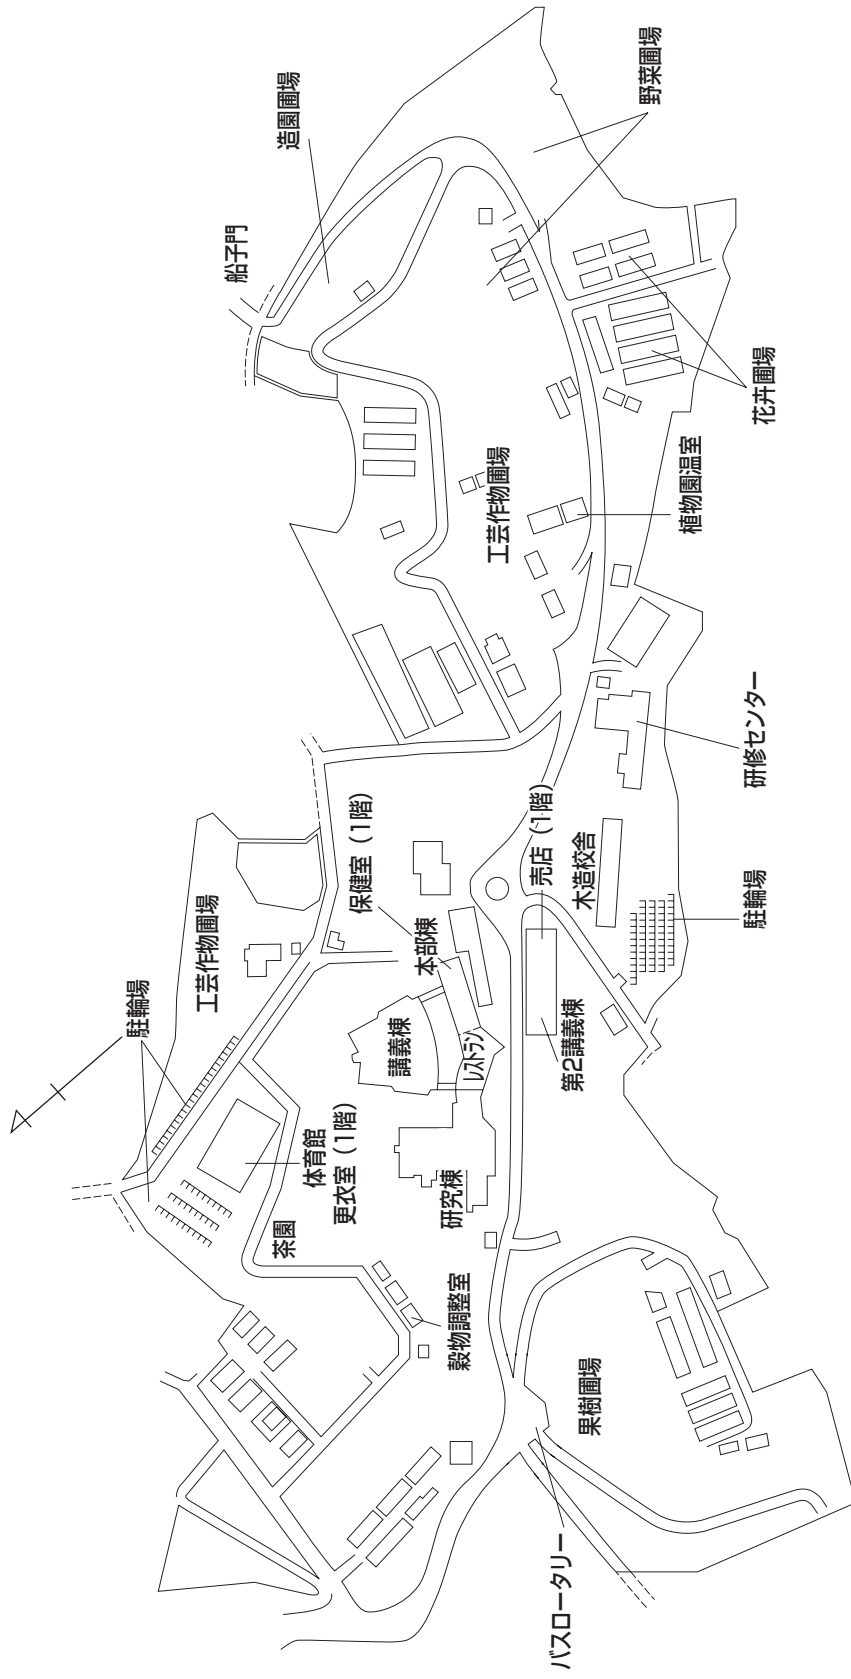 野菜圃場
造園圃場
船子門
花卉圃場
植物園温室
工芸作物圃場
研修センター
売店（1階）
木造校舎
駐輪場
保健室（1階）
本部棟
工芸作物圃場
駐輪場
講義棟
レストラン
第2講義棟
体育館
更衣室（1階）
研究棟
茶園
穀物調整室
果樹圃場
バスロータリー